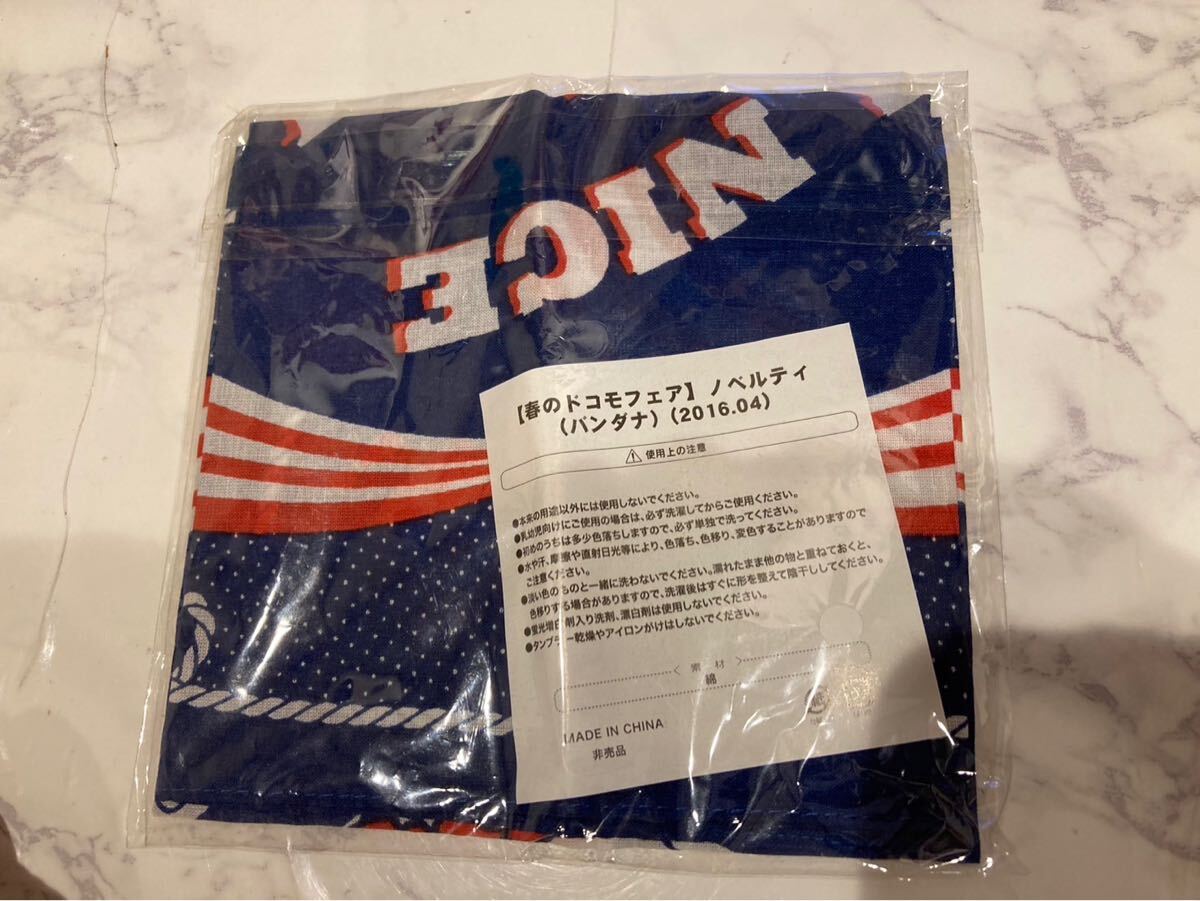 NICE
【春のドコモフェア】ノベルティ
(バンダナ)(2016.04)
使用上の注意
●本来の用途以外には使用しないでください。
●乳幼児向けにご使用の場合は、必ず洗濯してからご使用ください。
●初めのうちは多少色落ちしますので、必ず単独で洗ってください。
●水や汗、摩擦や直射日光等により、色落ち、色移り、変色することがありますので
ご注意ください。
●淡い色のものと一緒に洗わないでください。濡れたまま他の物と重ねておくと、
色移りする場合がありますので、洗濯後はすぐに形を整えて陰干ししてください。
●蛍光増白剤入り洗剤、漂白剤は使用しないでください。
●タンブラー乾燥やアイロンがけはしないでください。
素材
綿
MADE IN CHINA
非売品